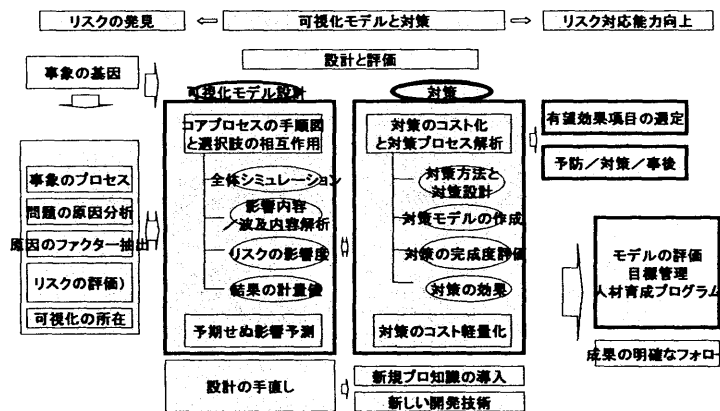 リスクの発見
可視化モデルと対策
リスク対応能力向上
設計と評価
事象の基因
可視化モデル設計
対策
コアプロセスの手順図
と選択肢の相互作用
対策のコスト化
と対策プロセス解析
有望効果項目の選定
予防／対策／事後
事象のプロセス
問題の原因分析
原因のファクター抽出
リスクの評価）
可視化の所在
全体シミュレーション
影響内容
／波及内容解析
リスクの影響度
結果の計量値
予期せぬ影響予測
対策方法と
対策設計
対策モデルの作成
対策の完成度評価
対策の効果
対策のコスト軽量化
モデルの評価
目標管理
人材育成プログラム
成果の明確なフォロー
設計の手直し
新規プロ知識の導入
新しい開発技術